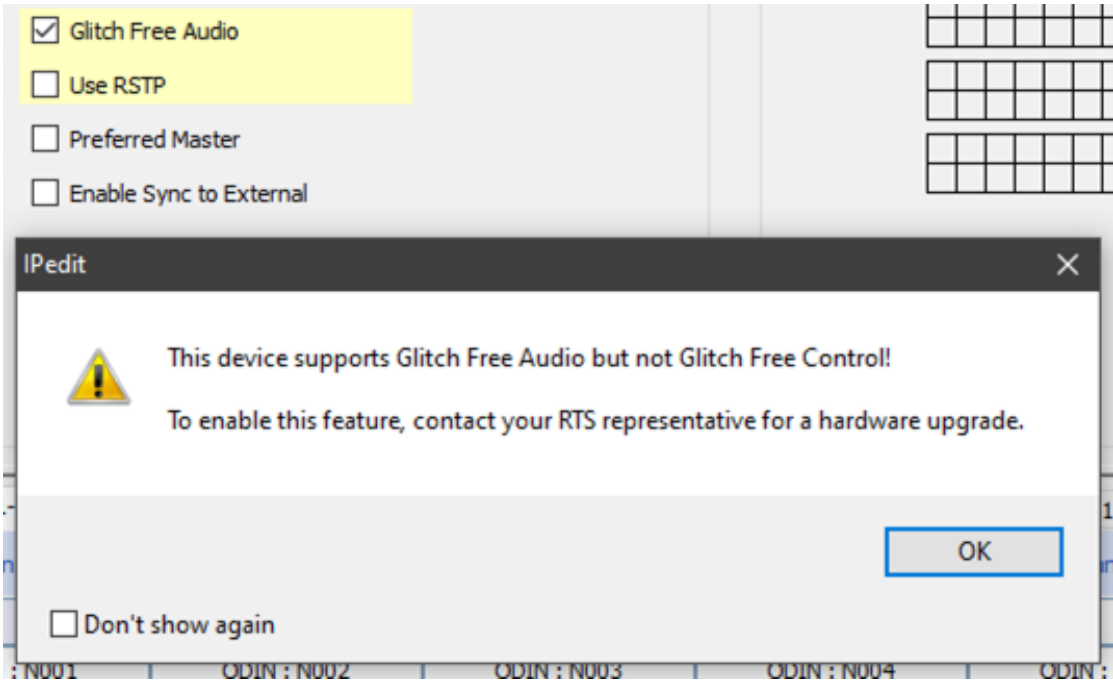 Glitch Free Audio
Use RSTP
Preferred Master
Enable Sync to External
IPedit
This device supports Glitch Free Audio but not Glitch Free Control!
To enable this feature, contact your RTS representative for a hardware upgrade.
OK
Don't show again
: N001
ODIN : N002
ODIN : N003
ODIN : N004
ODIN :